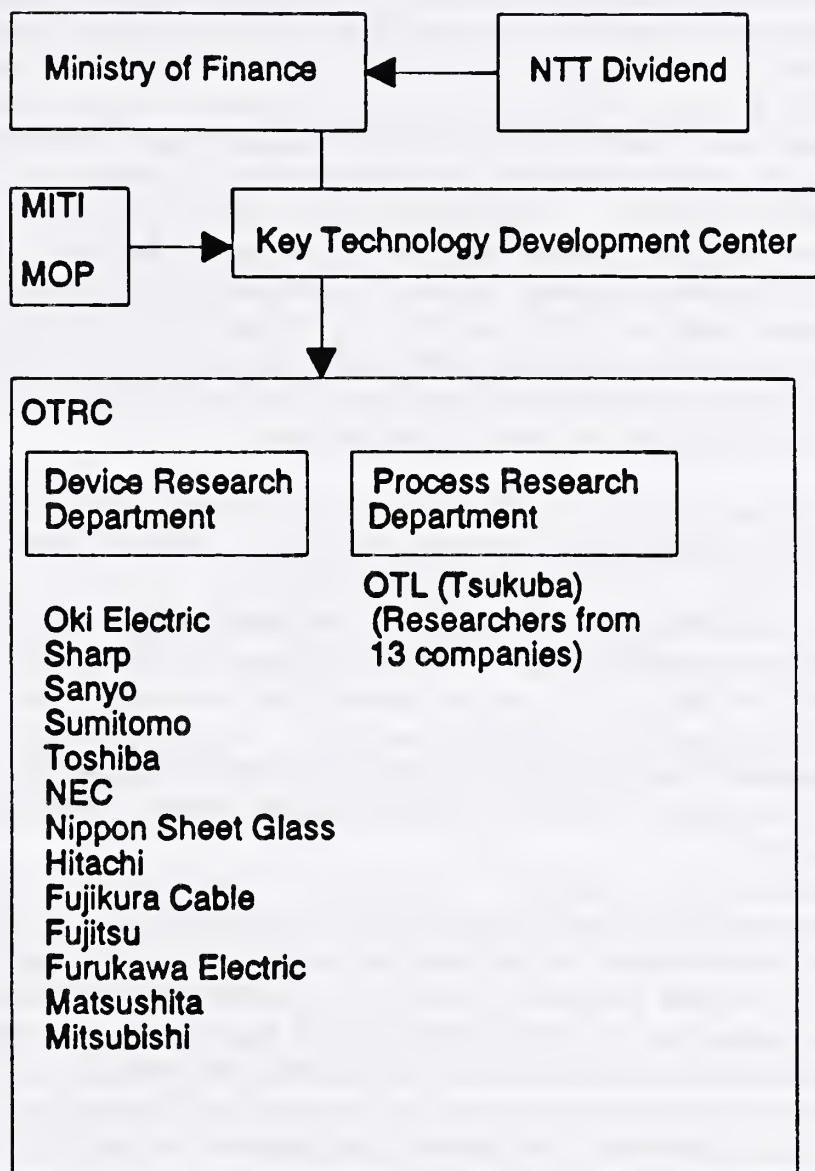 Ministry of Finance
NTT Dividend
MITI
MOP
Key Technology Development Center
OTRC
Device Research
Department
Process Research
Department
OTL (Tsukuba)
(Researchers from
13 companies)
Oki Electric
Sharp
Sanyo
Sumitomo
Toshiba
NEC
Nippon Sheet Glass
Hitachi
Fujikura Cable
Fujitsu
Furukawa Electric
Matsushita
Mitsubishi